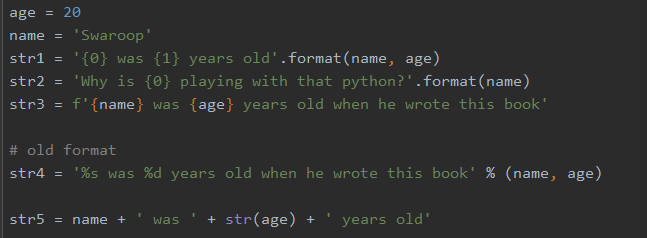 age = 20
name = 'Swaroop'
str1 = '{0} was {1} years old'.format(name, age)
str2 = 'Why is {0} playing with that python?'.format(name)
str3 = f'{name} was {age} years old when he wrote this book'
# old format
str4 = '%s was %d years old when he wrote this book' % (name, age)
str5 = name + ' was ' + str(age) + ' years old'